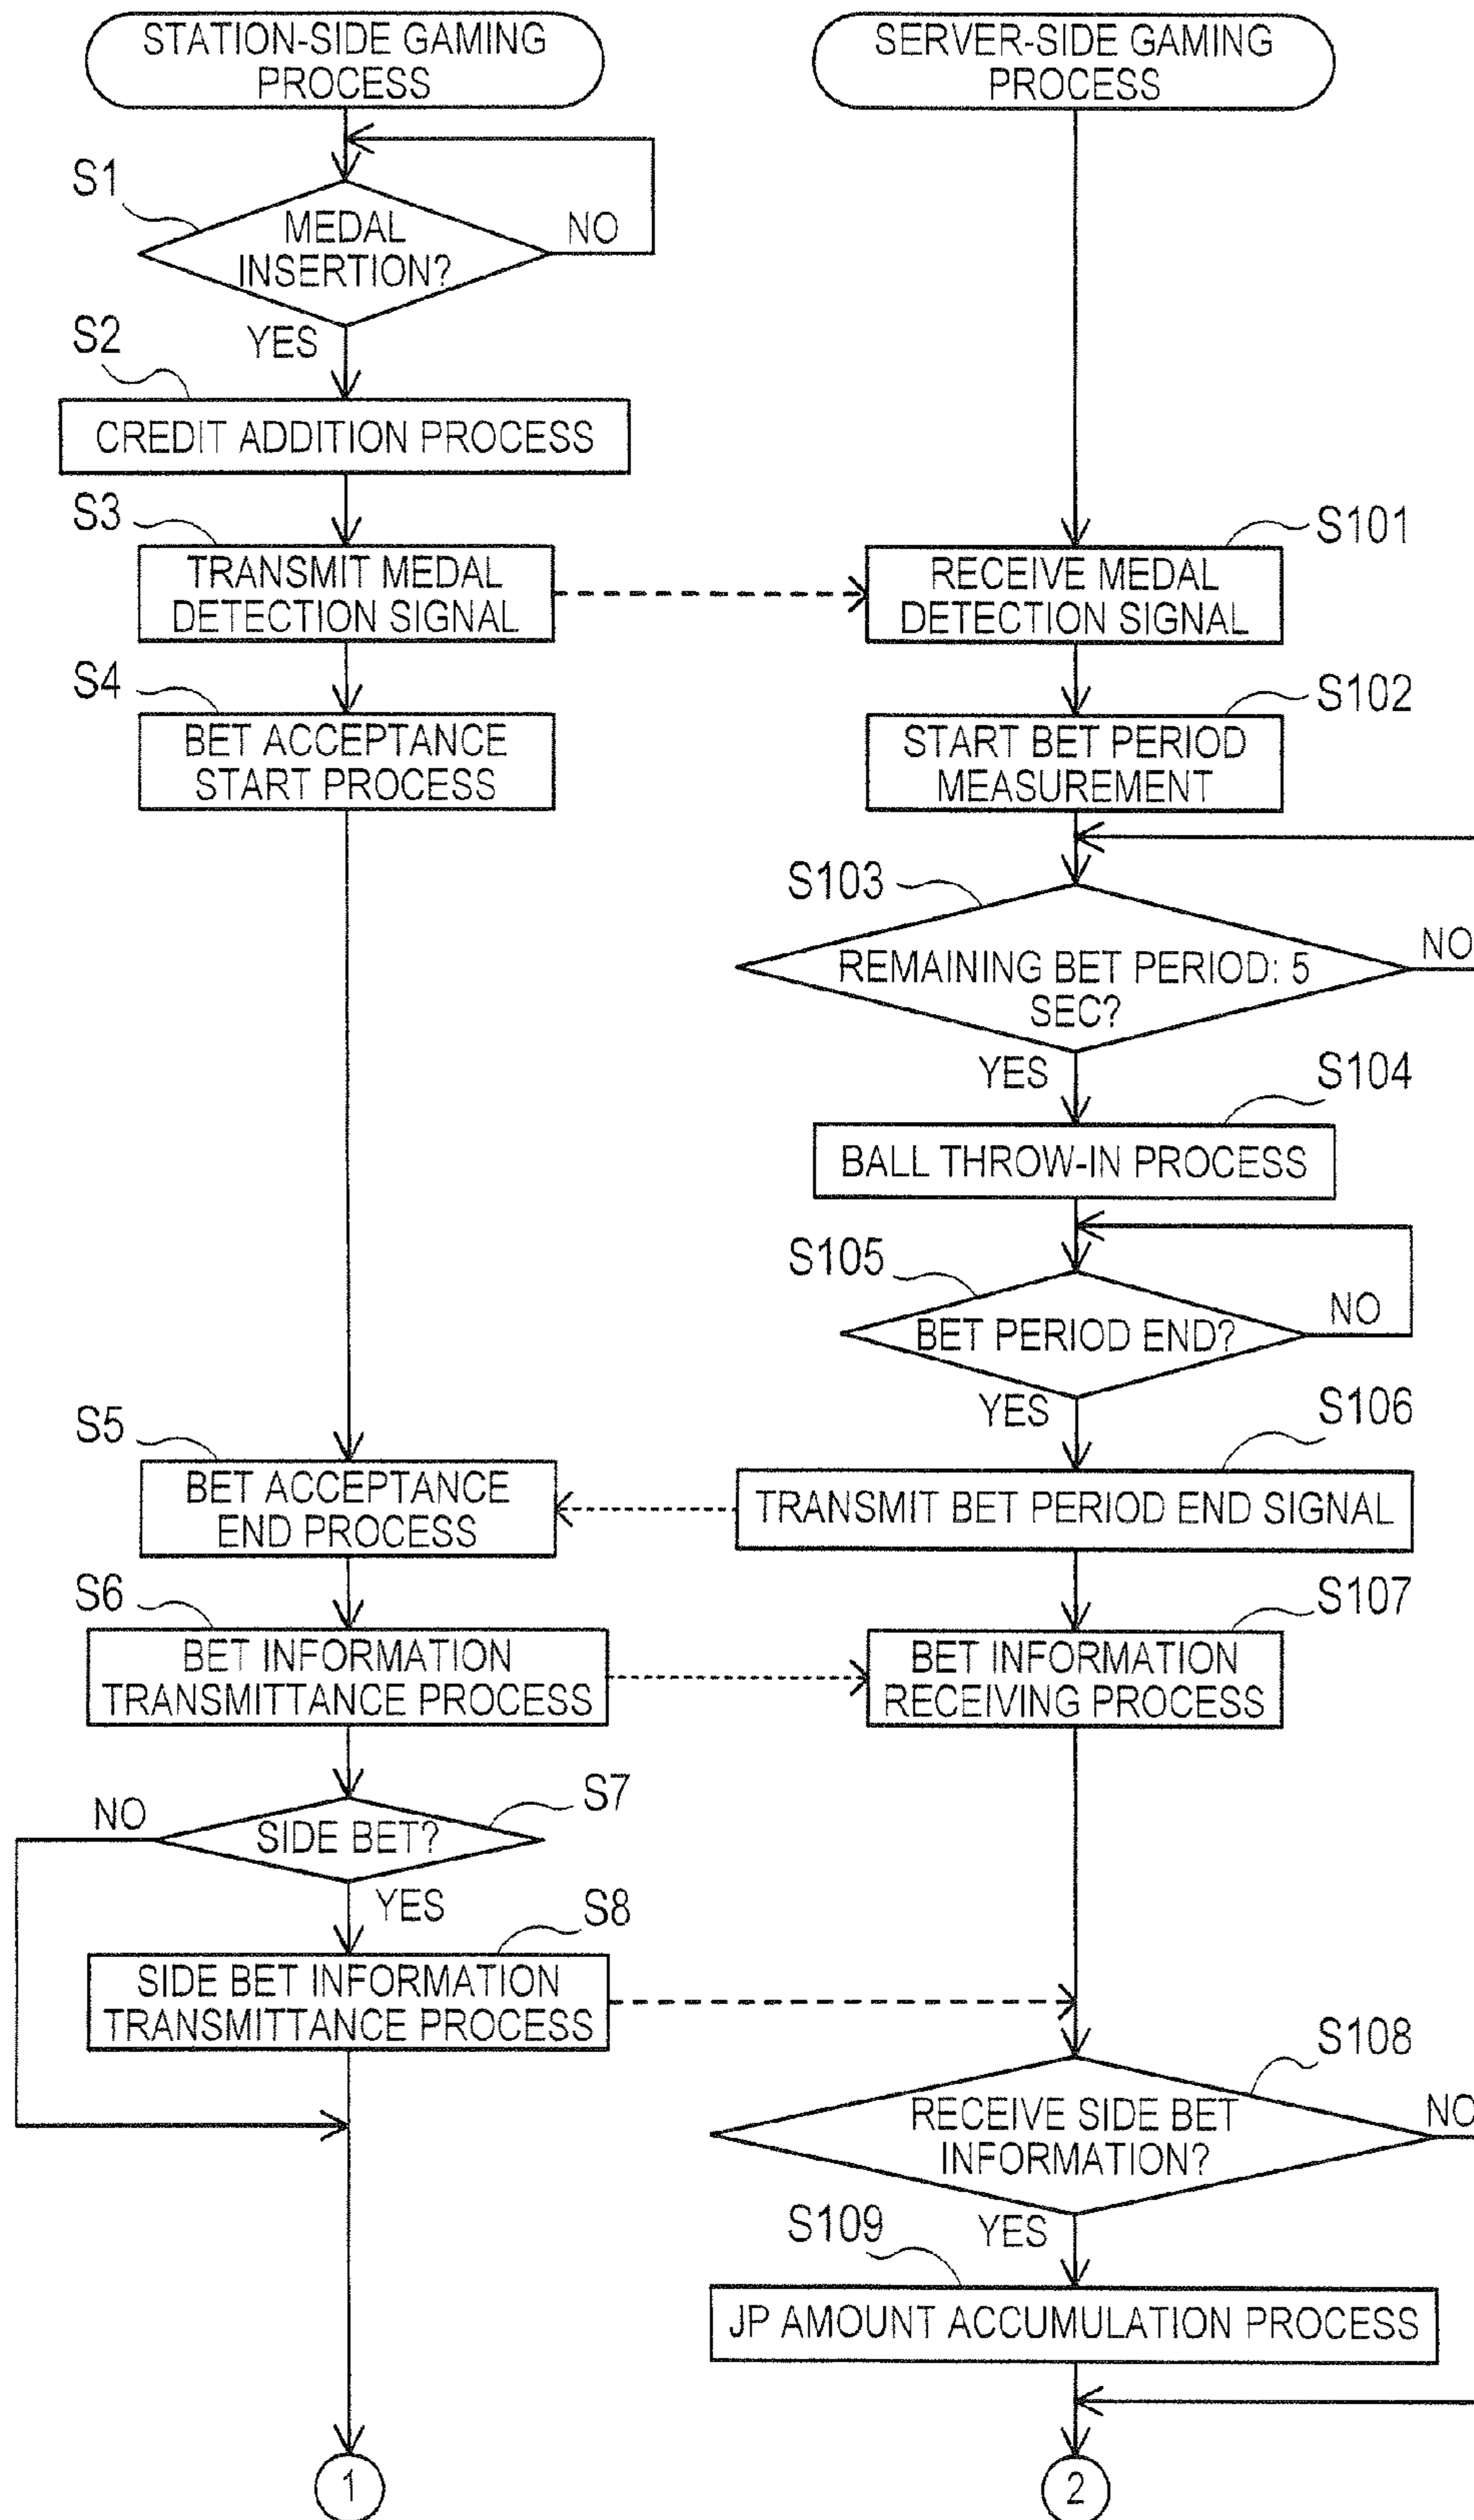 STATION-SIDE GAMING
PROCESS
S1
MEDAL
INSERTION?
NO
YES
S2
CREDIT ADDITION PROCESS
S3
TRANSMIT MEDAL
DETECTION SIGNAL
S4
BET ACCEPTANCE
START PROCESS
S5
BET ACCEPTANCE
END PROCESS
S6
BET INFORMATION
TRANSMITTANCE PROCESS
S7
NO
SIDE BET?
YES
S8
SIDE BET INFORMATION
TRANSMITTANCE PROCESS
1
SERVER-SIDE GAMING
PROCESS
S101
RECEIVE MEDAL
DETECTION SIGNAL
S102
START BET PERIOD
MEASUREMENT
S103
NO
REMAINING BET PERIOD: 5
SEC?
YES
S104
BALL THROW-IN PROCESS
S105
NO
BET PERIOD END?
YES
S106
TRANSMIT BET PERIOD END SIGNAL
S107
BET INFORMATION
RECEIVING PROCESS
S108
RECEIVE SIDE BET
INFORMATION?
NO
YES
S109
JP AMOUNT ACCUMULATION PROCESS
2